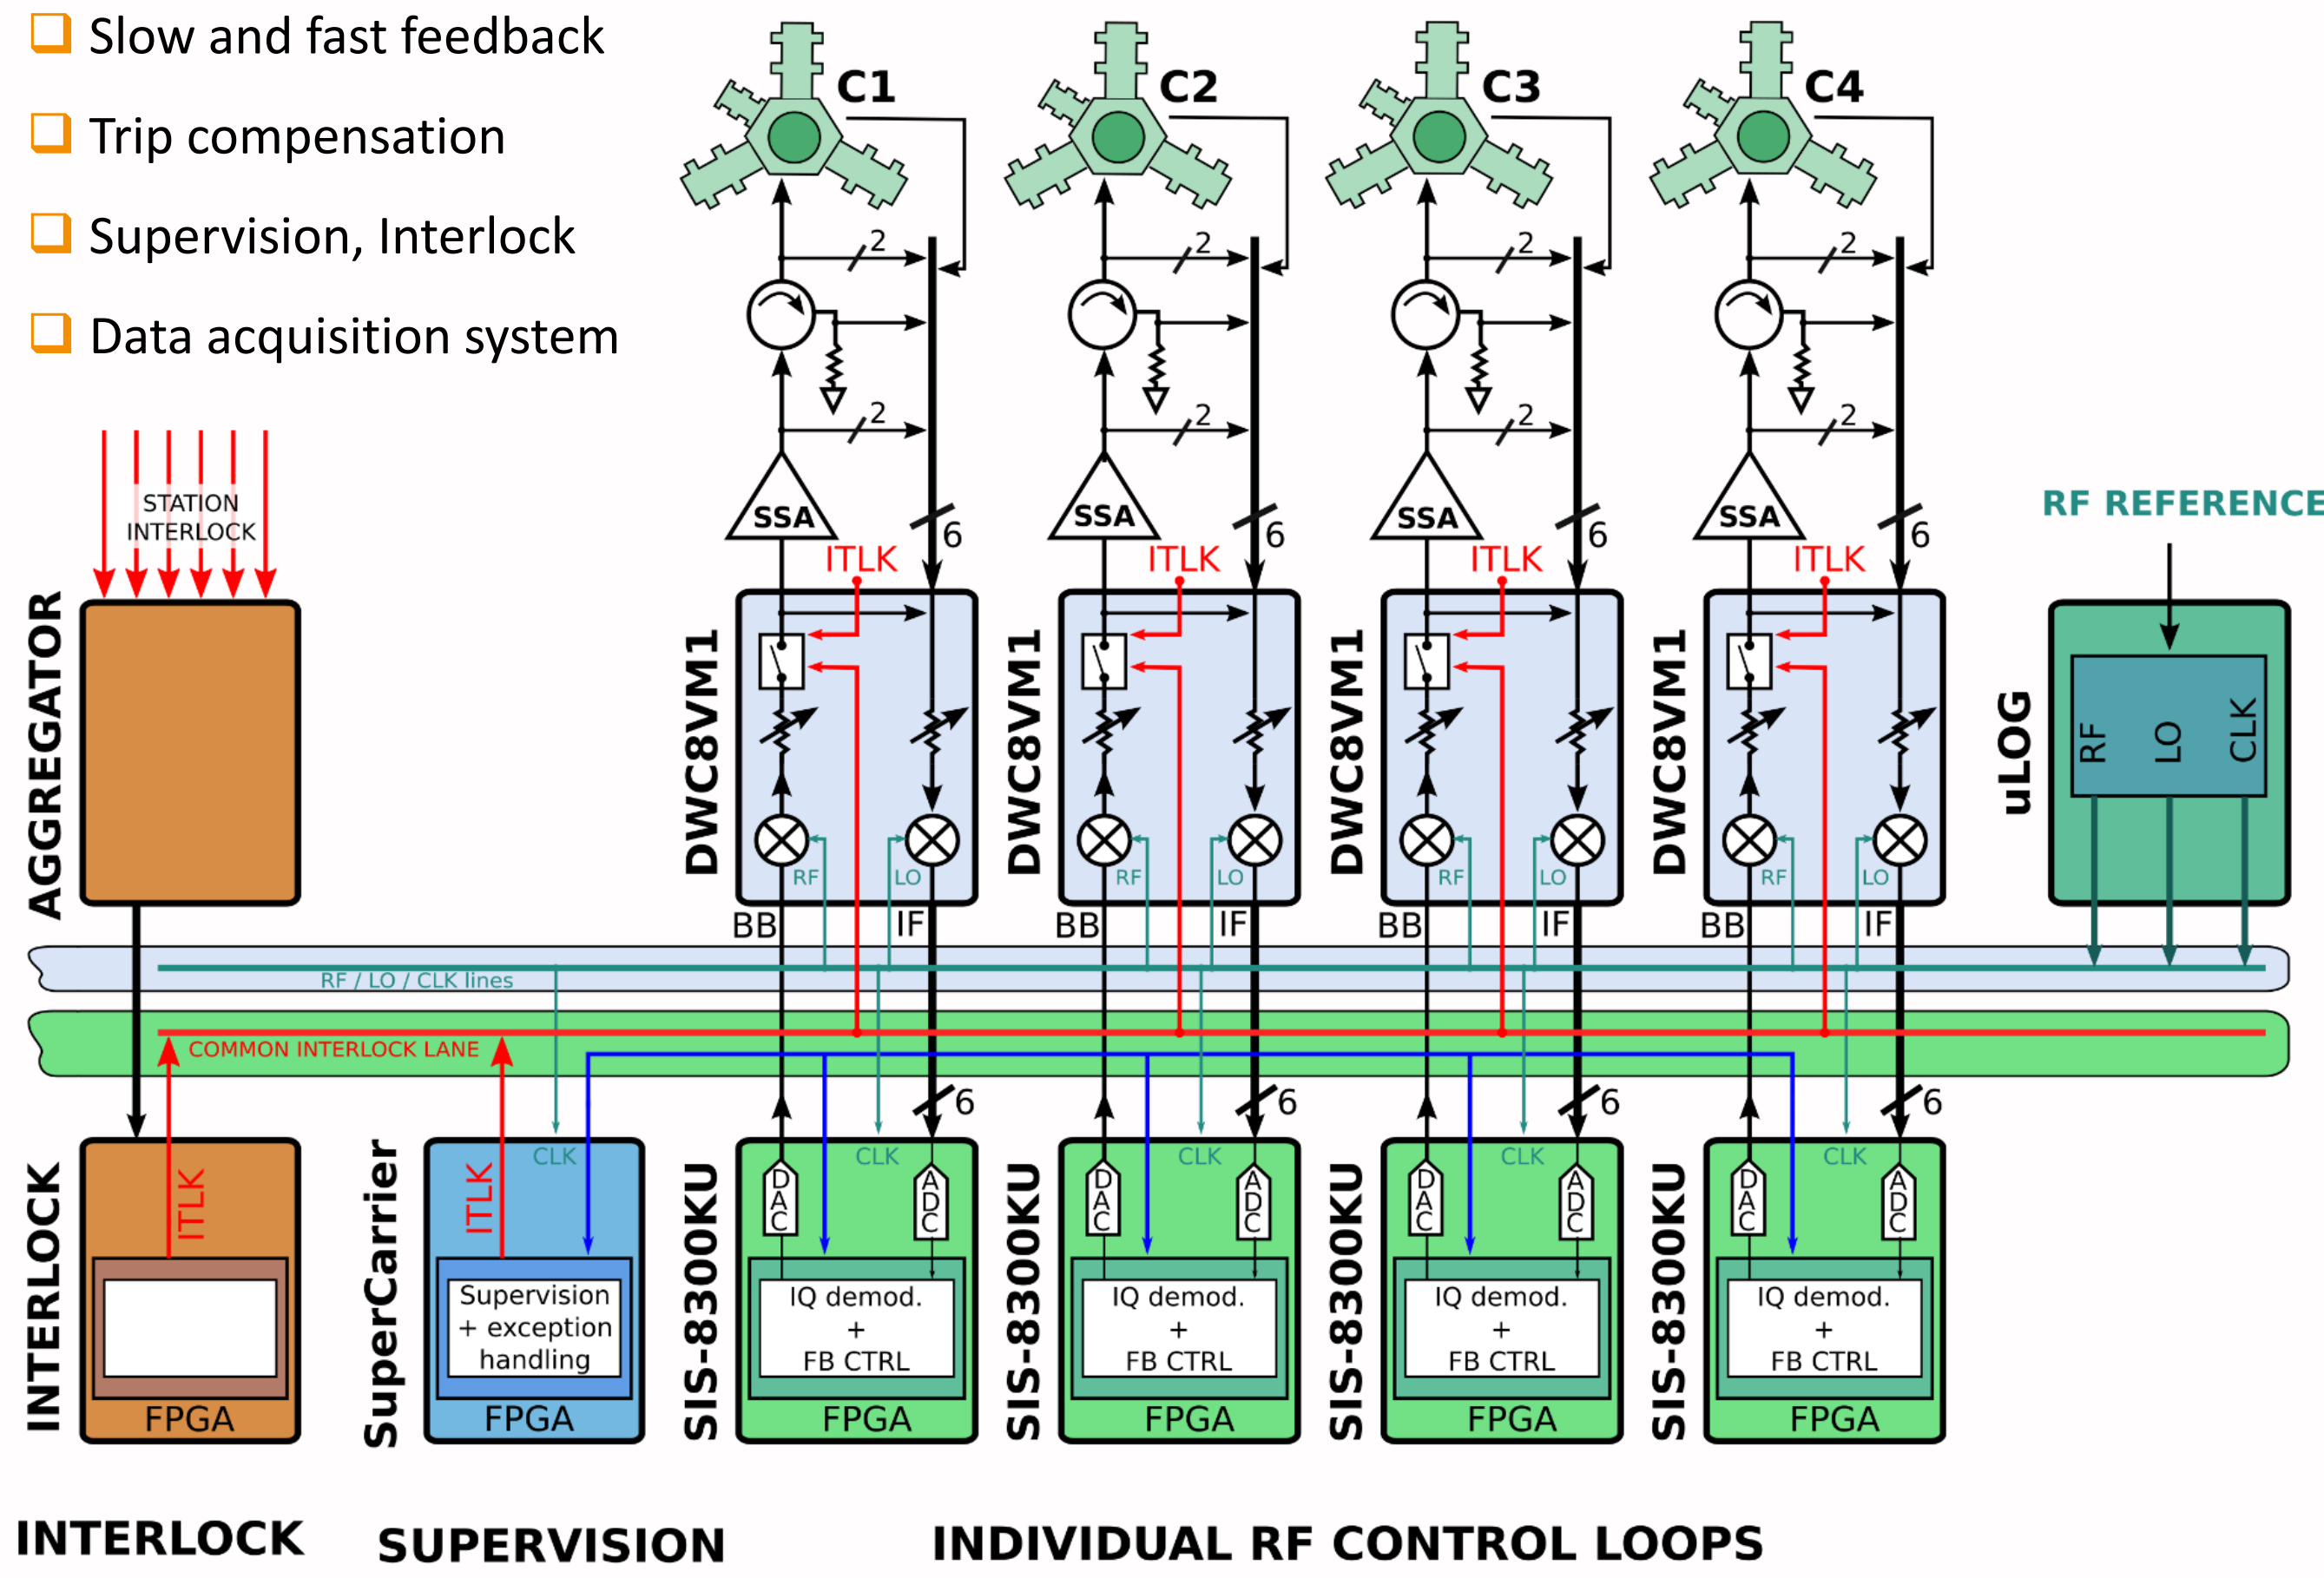 Slow and fast feedback
Trip compensation
Supervision, Interlock
Data acquisition system
C1
C2
C3
C4
2
2
2
2
2
2
2
2
STATION
INTERLOCK
SSA
SSA
SSA
SSA
RF REFERENCE
6
6
6
6
ITLK
ITLK
ITLK
ITLK
AGGREGATOR
DWC8VM1
DWC8VM1
DWC8VM1
DWC8VM1
uLOG
RF
LO
CLK
RF
LO
RF
LO
RF
LO
RF
LO
BB
IF
BB
IF
BB
IF
BB
IF
RF / LO / CLK lines
COMMON INTERLOCK LANE
6
6
6
6
INTERLOCK
ITLK
FPGA
SuperCarrier
ITLK
CLK
Supervision
+ exception
handling
FPGA
SIS-8300KU
DAC
CLK
ADC
IQ demod.
+
FB CTRL
FPGA
SIS-8300KU
DAC
CLK
ADC
IQ demod.
+
FB CTRL
FPGA
SIS-8300KU
DAC
CLK
ADC
IQ demod.
+
FB CTRL
FPGA
SIS-8300KU
DAC
CLK
ADC
IQ demod.
+
FB CTRL
FPGA
INTERLOCK
SUPERVISION
INDIVIDUAL RF CONTROL LOOPS